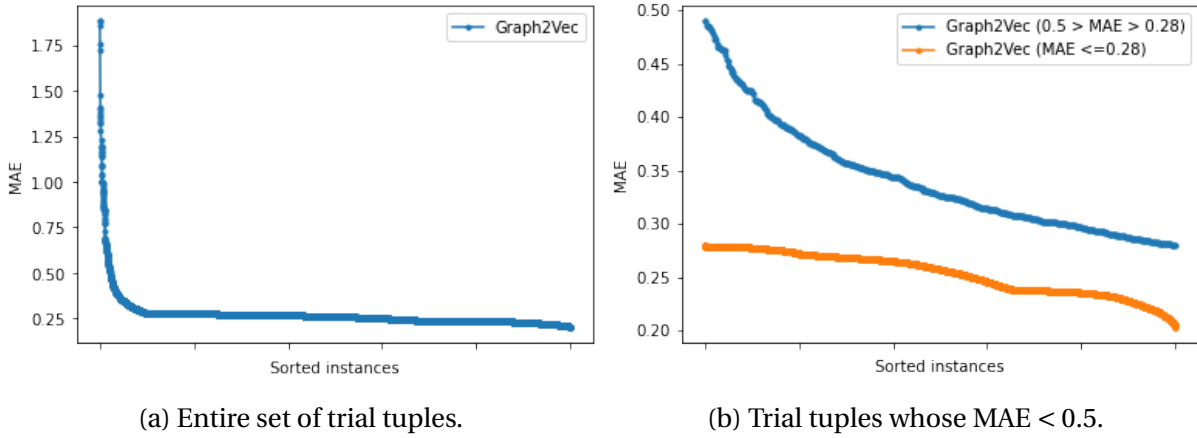 Graph2Vec
1.75
1.50
1.25
1.00
0.75
0.50
0.25
MAE
Sorted instances
(a) Entire set of trial tuples.
0.50
0.45
0.40
0.35
0.30
0.25
0.20
MAE
Graph2Vec (0.5 > MAE > 0.28)
Graph2Vec (MAE <=0.28)
Sorted instances
(b) Trial tuples whose MAE < 0.5.